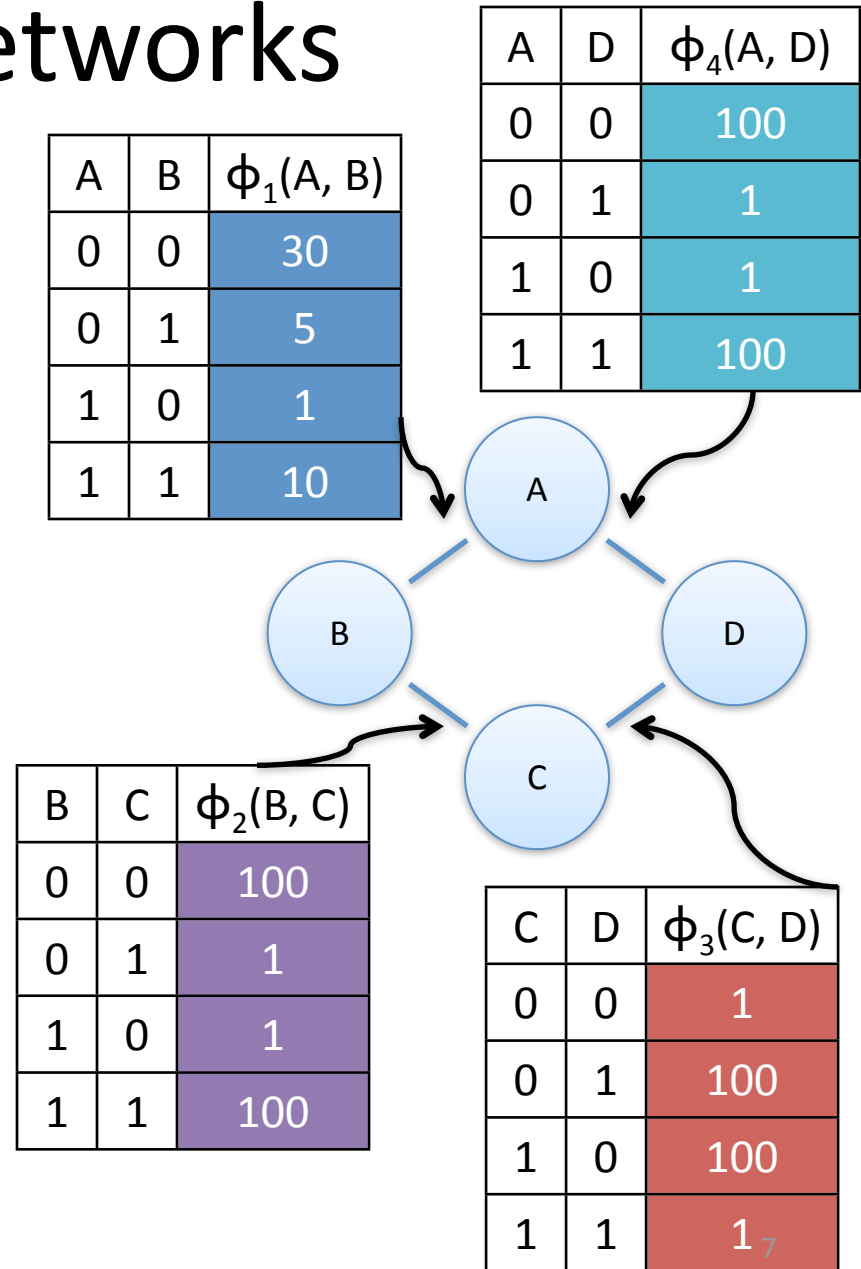 etworks
A B ϕ1(A, B)
0 0 30
0 1 5
1 0 1
1 1 10
A D ϕ4(A, D)
0 0 100
0 1 1
1 0 1
1 1 100
A
B
D
C
B C ϕ2(B, C)
0 0 100
0 1 1
1 0 1
1 1 100
C D ϕ3(C, D)
0 0 1
0 1 100
1 0 100
1 1 1
7